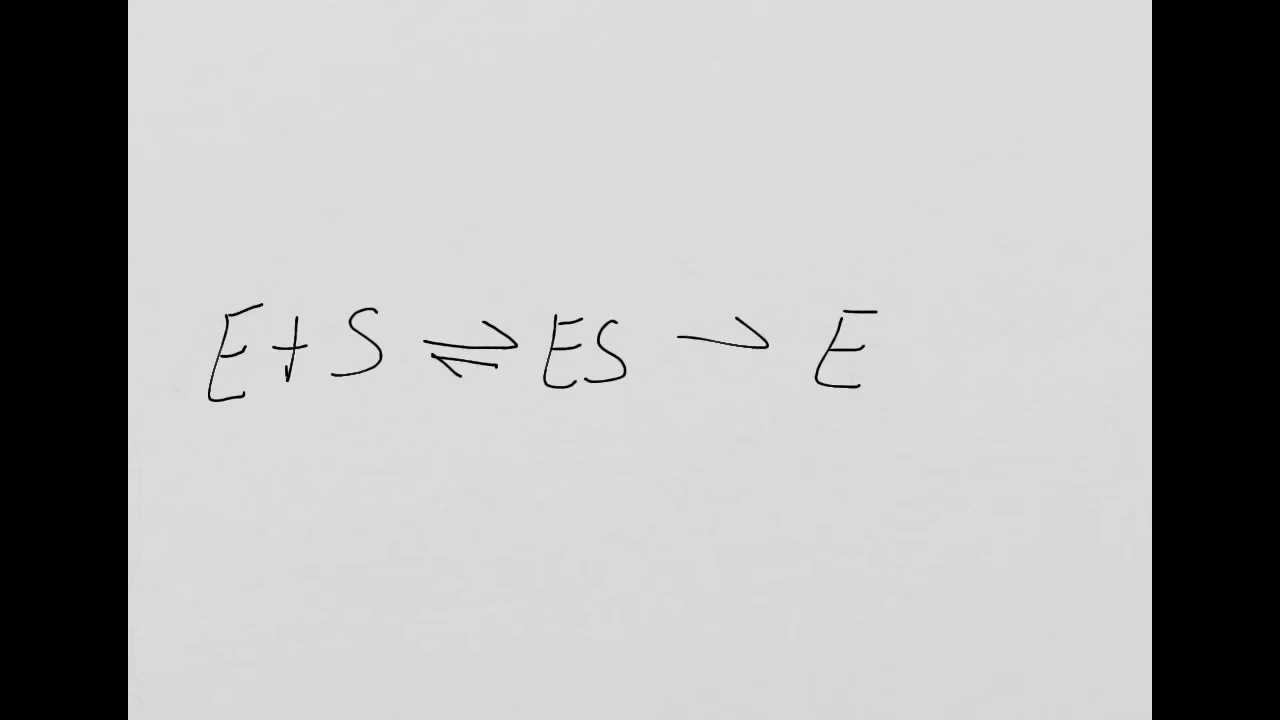 E + S ⇌ ES → E